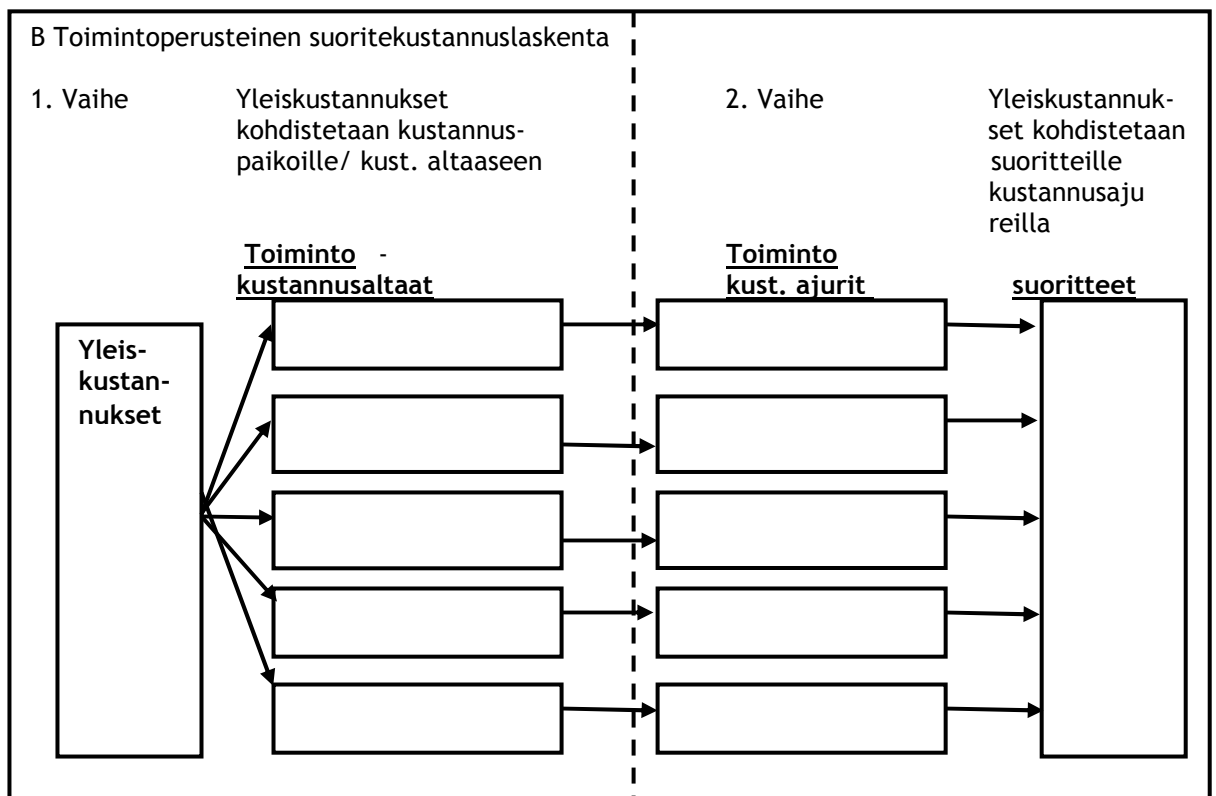 B Toimintoperusteinen suoritekustannuslaskenta
1. Vaihe
Yleiskustannukset
kohdistetaan kustannus-
paikoille/ kust. altaaseen
2. Vaihe
Yleiskustannuk-
set kohdistetaan
suoritteille
kustannusaju
reilla
Toiminto -
kustannusaltaat
Toiminto
kust. ajurit
suoritteet
Yleis-
kustan-
nukset